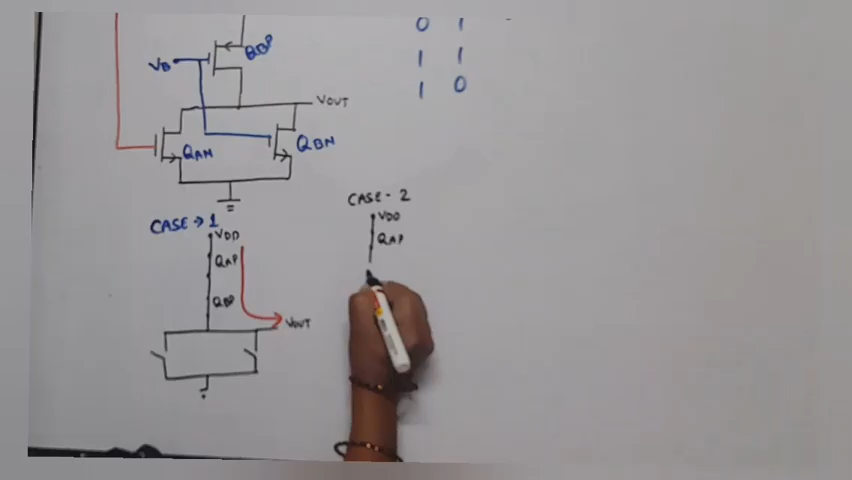 0 1
QBP
VB
1 1
1 0
VOUT
QAN
QBN
CASE - 2
CASE → 1
VDD
VDD
QAP
QAP
QBP
VOUT